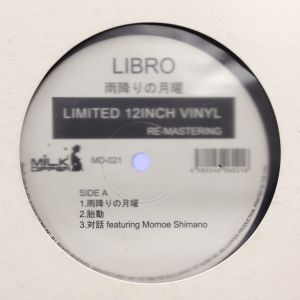 LIBRO
雨降りの月曜
LIMITED 12INCH VINYL
RE-MASTERING
MiLK
MD-021
SIDE A
1.雨降りの月曜
2.胎動
3.対話 featuring Momoe Shimano